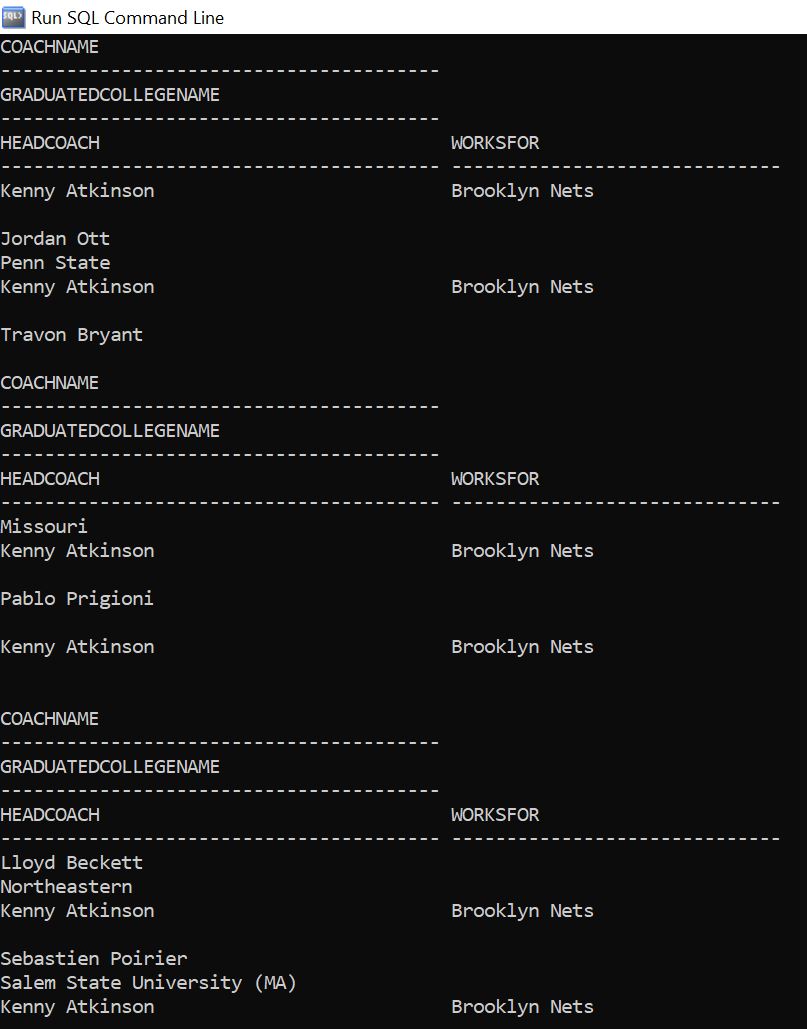 SQL> Run SQL Command Line
COACHNAME
----------------------------------------
GRADUATEDCOLLEGENAME
----------------------------------------
HEADCOACH WORKSFOR
---------------------------------------- ------------------------------
Kenny Atkinson Brooklyn Nets
Jordan Ott
Penn State
Kenny Atkinson Brooklyn Nets
Travon Bryant
COACHNAME
----------------------------------------
GRADUATEDCOLLEGENAME
----------------------------------------
HEADCOACH WORKSFOR
---------------------------------------- ------------------------------
Missouri
Kenny Atkinson Brooklyn Nets
Pablo Prigioni
Kenny Atkinson Brooklyn Nets
COACHNAME
----------------------------------------
GRADUATEDCOLLEGENAME
----------------------------------------
HEADCOACH WORKSFOR
---------------------------------------- ------------------------------
Lloyd Beckett
Northeastern
Kenny Atkinson Brooklyn Nets
Sebastien Poirier
Salem State University (MA)
Kenny Atkinson Brooklyn Nets